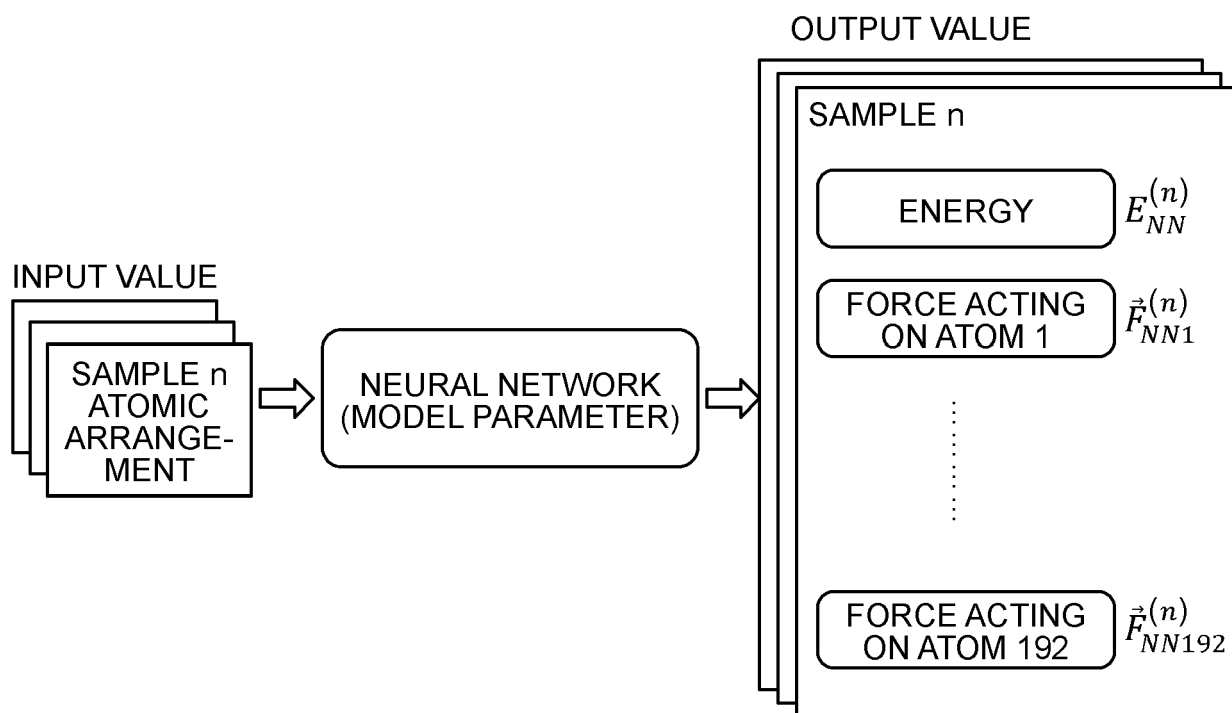 OUTPUT VALUE
SAMPLE n
ENERGY
$E_{NN}^{(n)}$
INPUT VALUE
FORCE ACTING
ON ATOM 1
$\vec{F}_{NN1}^{(n)}$
SAMPLE n
ATOMIC
ARRANGE-
MENT
NEURAL NETWORK
(MODEL PARAMETER)
FORCE ACTING
ON ATOM 192
$\vec{F}_{NN192}^{(n)}$